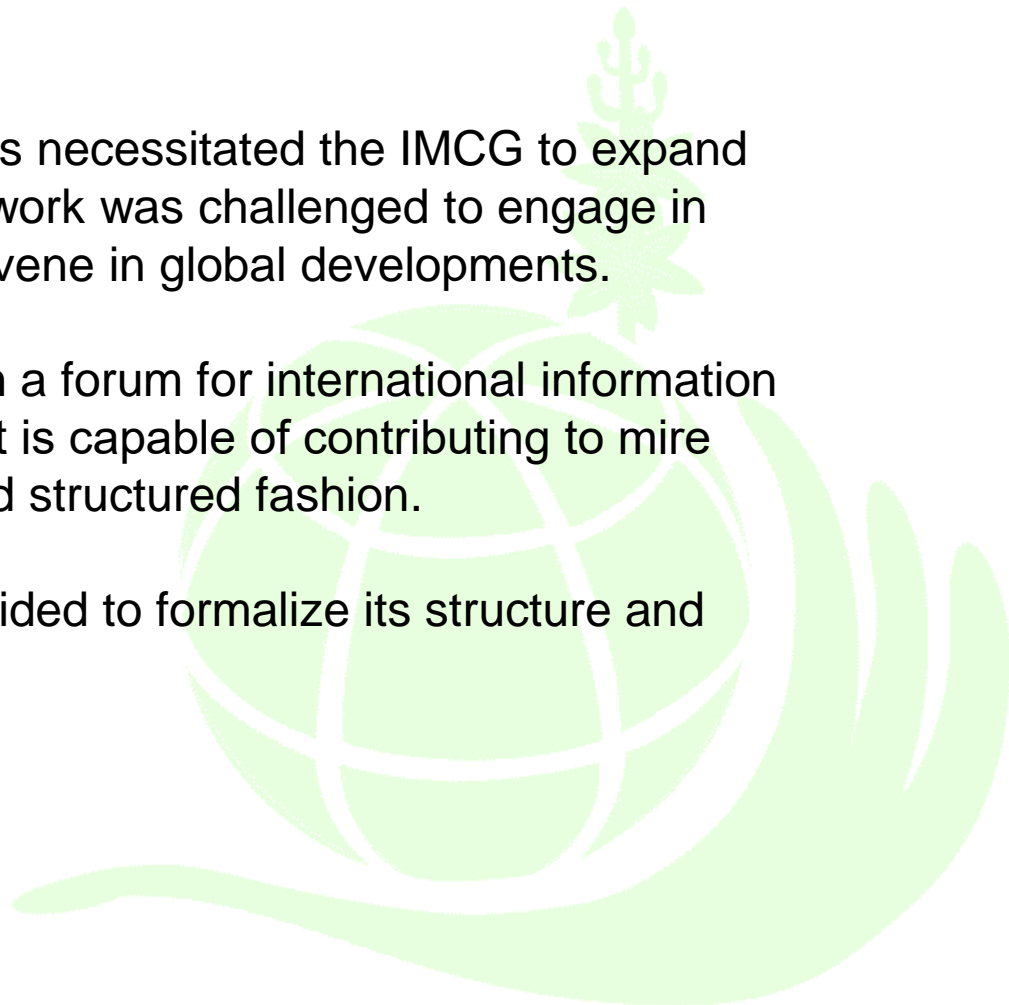 s necessitated the IMCG to expand
work was challenged to engage in
vene in global developments.
n a forum for international information
t is capable of contributing to mire
d structured fashion.
ided to formalize its structure and